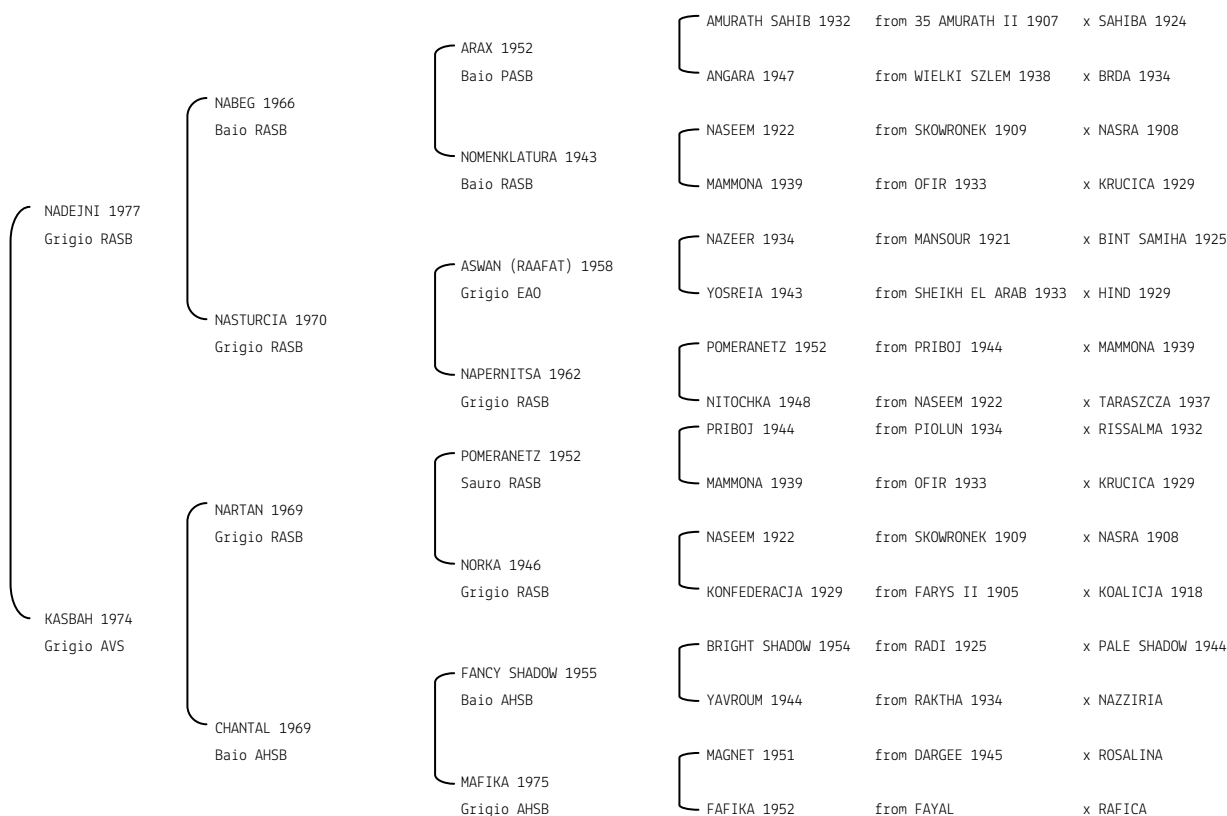 AMURATH SAHIB 1932 from 35 AMURATH II 1907 x SAHIBA 1924
ARAX 1952
Baio PASB
ANGARA 1947 from WIELKI SZLEM 1938 x BRDA 1934
NABEG 1966
Baio RASB
NASEEM 1922 from SKOWRONEK 1909 x NASRA 1908
NOMENKLATURA 1943
Baio RASB
MAMMONA 1939 from OFIR 1933 x KRUCICA 1929
NADEJNI 1977
Grigio RASB
NAZEER 1934 from MANSOUR 1921 x BINT SAMIHA 1925
ASWAN (RAAFAT) 1958
Grigio EAO
YOSREIA 1943 from SHEIKH EL ARAB 1933 x HIND 1929
NASTURCIA 1970
Grigio RASB
POMERANETZ 1952 from PRIBOJ 1944 x MAMMONA 1939
NAPERNITSA 1962
Grigio RASB
NITOCHKA 1948 from NASEEM 1922 x TARASZCZA 1937
PRIBOJ 1944 from PIOLUN 1934 x RISSALMA 1932
POMERANETZ 1952
Sauro RASB
MAMMONA 1939 from OFIR 1933 x KRUCICA 1929
NARTAN 1969
Grigio RASB
NASEEM 1922 from SKOWRONEK 1909 x NASRA 1908
NORKA 1946
Grigio RASB
KONFEDERACJA 1929 from FARYS II 1905 x KOALICJA 1918
KASBAH 1974
Grigio AVS
BRIGHT SHADOW 1954 from RADI 1925 x PALE SHADOW 1944
FANCY SHADOW 1955
Baio AHSB
YAVROUM 1944 from RAKTHA 1934 x NAZZIRIA
CHANTAL 1969
Baio AHSB
MAGNET 1951 from DARGEE 1945 x ROSALINA
MAFIKA 1975
Grigio AHSB
FAFIKA 1952 from FAYAL x RAFICA